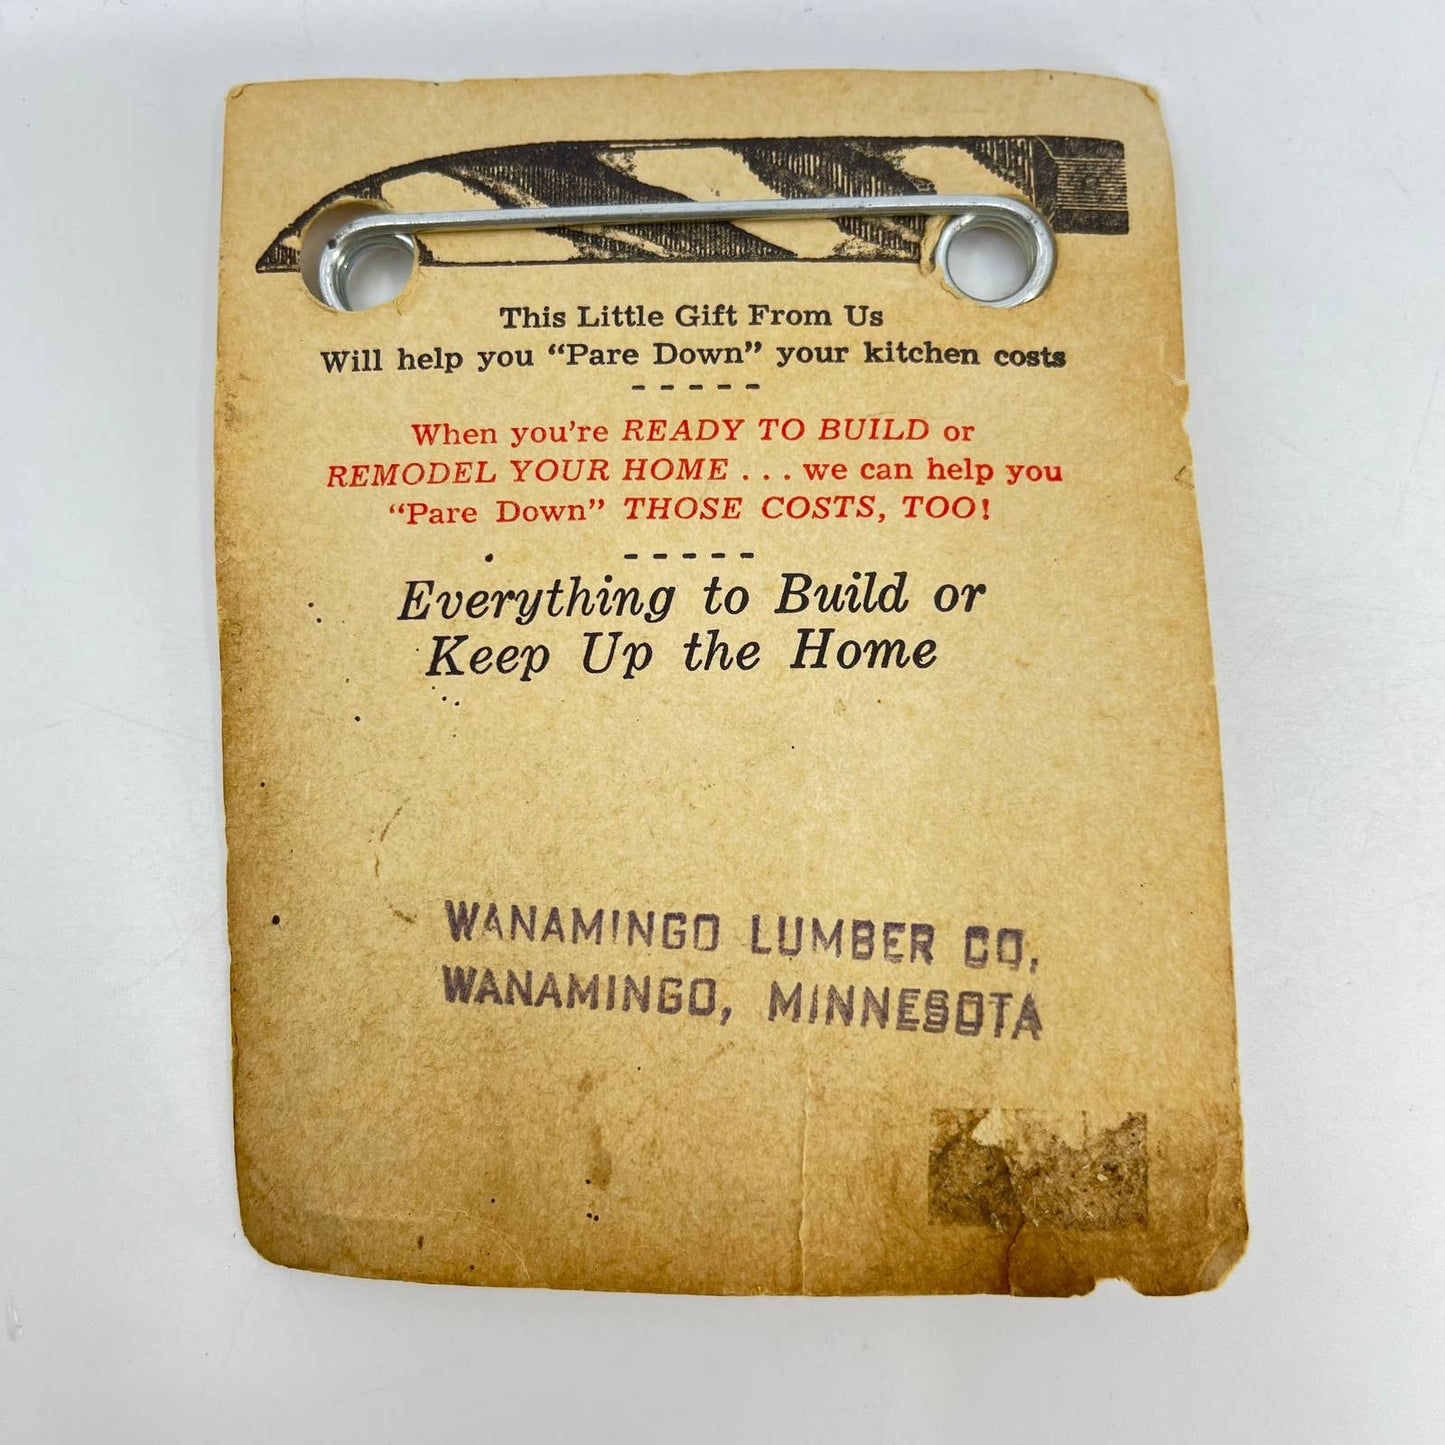 This Little Gift From Us
Will help you “Pare Down” your kitchen costs
- - - - -
When you're READY TO BUILD or
REMODEL YOUR HOME . . . we can help you
“Pare Down” THOSE COSTS, TOO!
- - - - -
Everything to Build or
Keep Up the Home
WANAMINGO LUMBER CO.
WANAMINGO, MINNESOTA